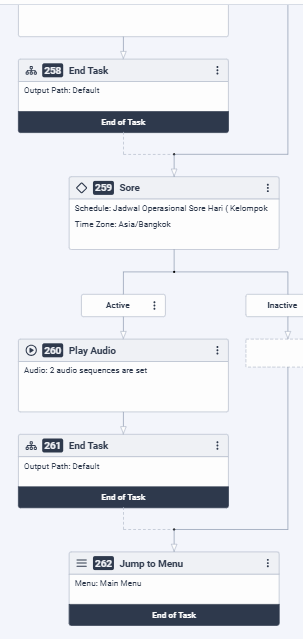 258 End Task
Output Path: Default
End of Task
259 Sore
Schedule: Jadwal Operasional Sore Hari ( Kelompok
Time Zone: Asia/Bangkok
Active
Inactive
260 Play Audio
Audio: 2 audio sequences are set
261 End Task
Output Path: Default
End of Task
262 Jump to Menu
Menu: Main Menu
End of Task